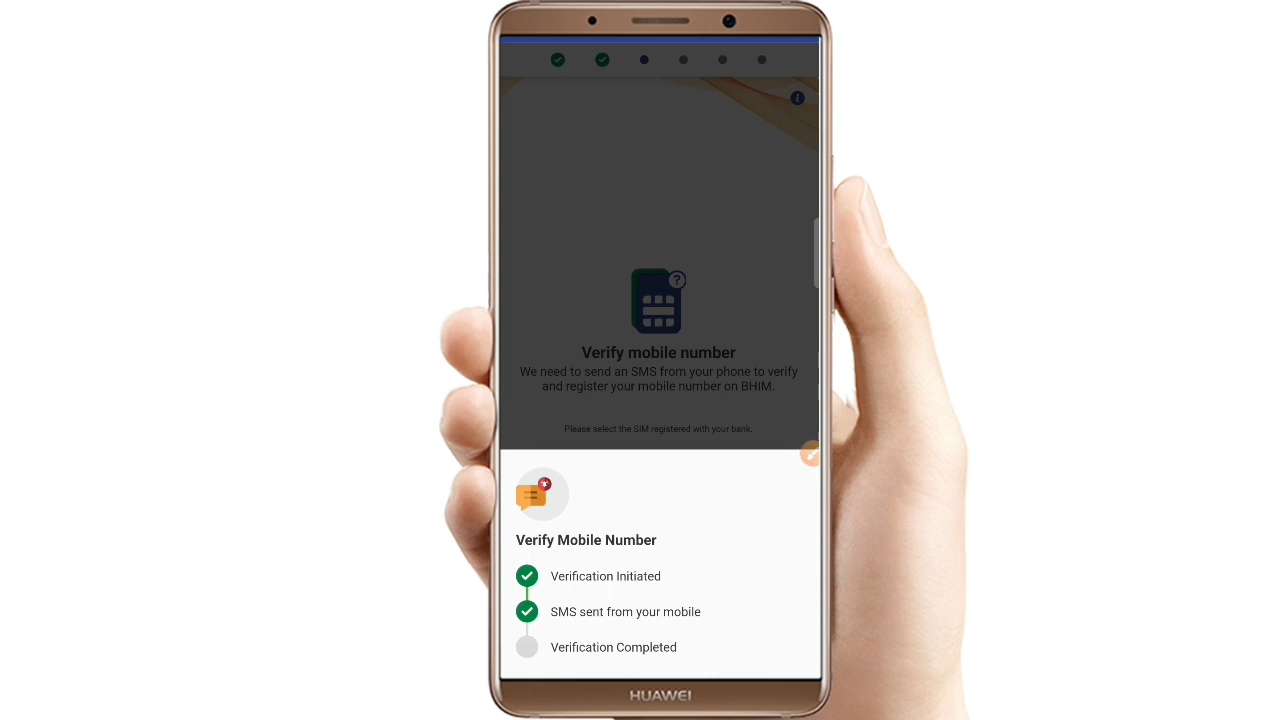 i
?
Verify mobile number
We need to send an SMS from your phone to verify
and register your mobile number on BHIM.
Please select the SIM registered with your bank.
Verify Mobile Number
Verification Initiated
SMS sent from your mobile
Verification Completed
HUAWEI